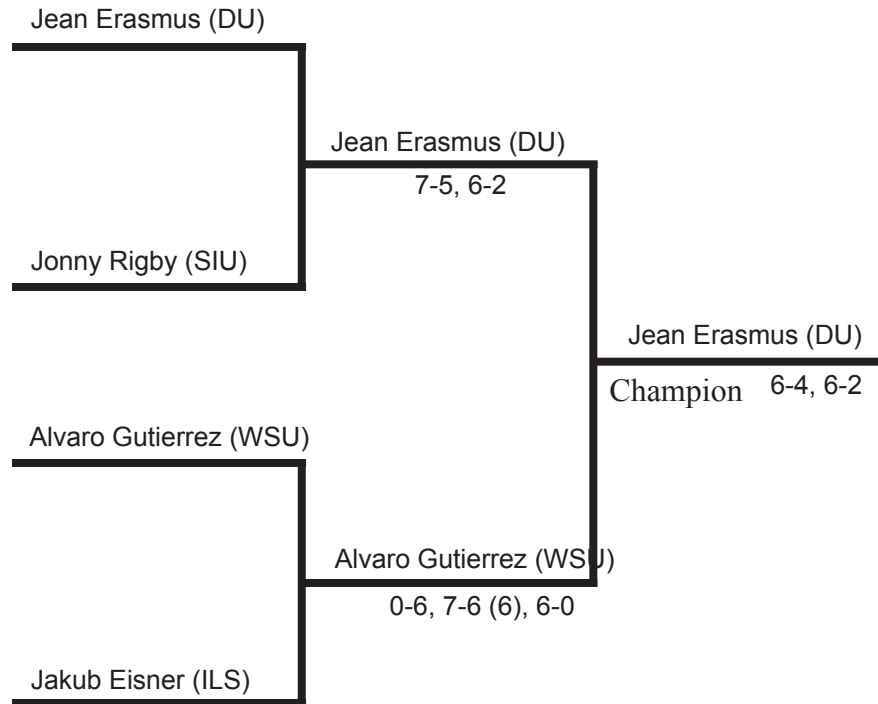 Jean Erasmus (DU)
Jean Erasmus (DU)
7-5, 6-2
Jonny Rigby (SIU)
Jean Erasmus (DU)
Champion 6-4, 6-2
Alvaro Gutierrez (WSU)
Alvaro Gutierrez (WSU)
0-6, 7-6 (6), 6-0
Jakub Eisner (ILS)